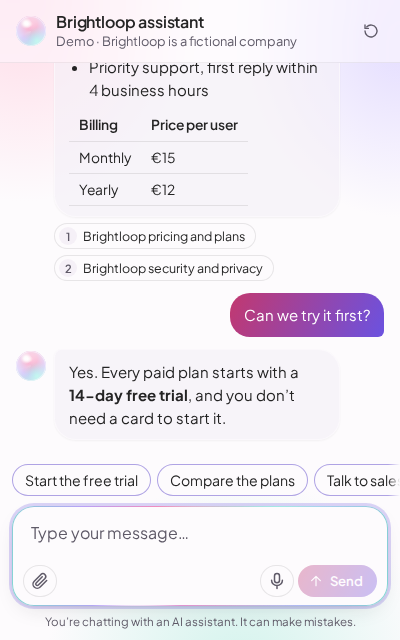 Brightloop assistant
Demo · Brightloop is a fictional company
• Priority support, first reply within
4 business hours
Billing Price per user
Monthly €15
Yearly €12
1 Brightloop pricing and plans
2 Brightloop security and privacy
Can we try it first?
Yes. Every paid plan starts with a
14-day free trial, and you don't
need a card to start it.
Start the free trial Compare the plans Talk to sale
Type your message...
Send
You're chatting with an AI assistant. It can make mistakes.